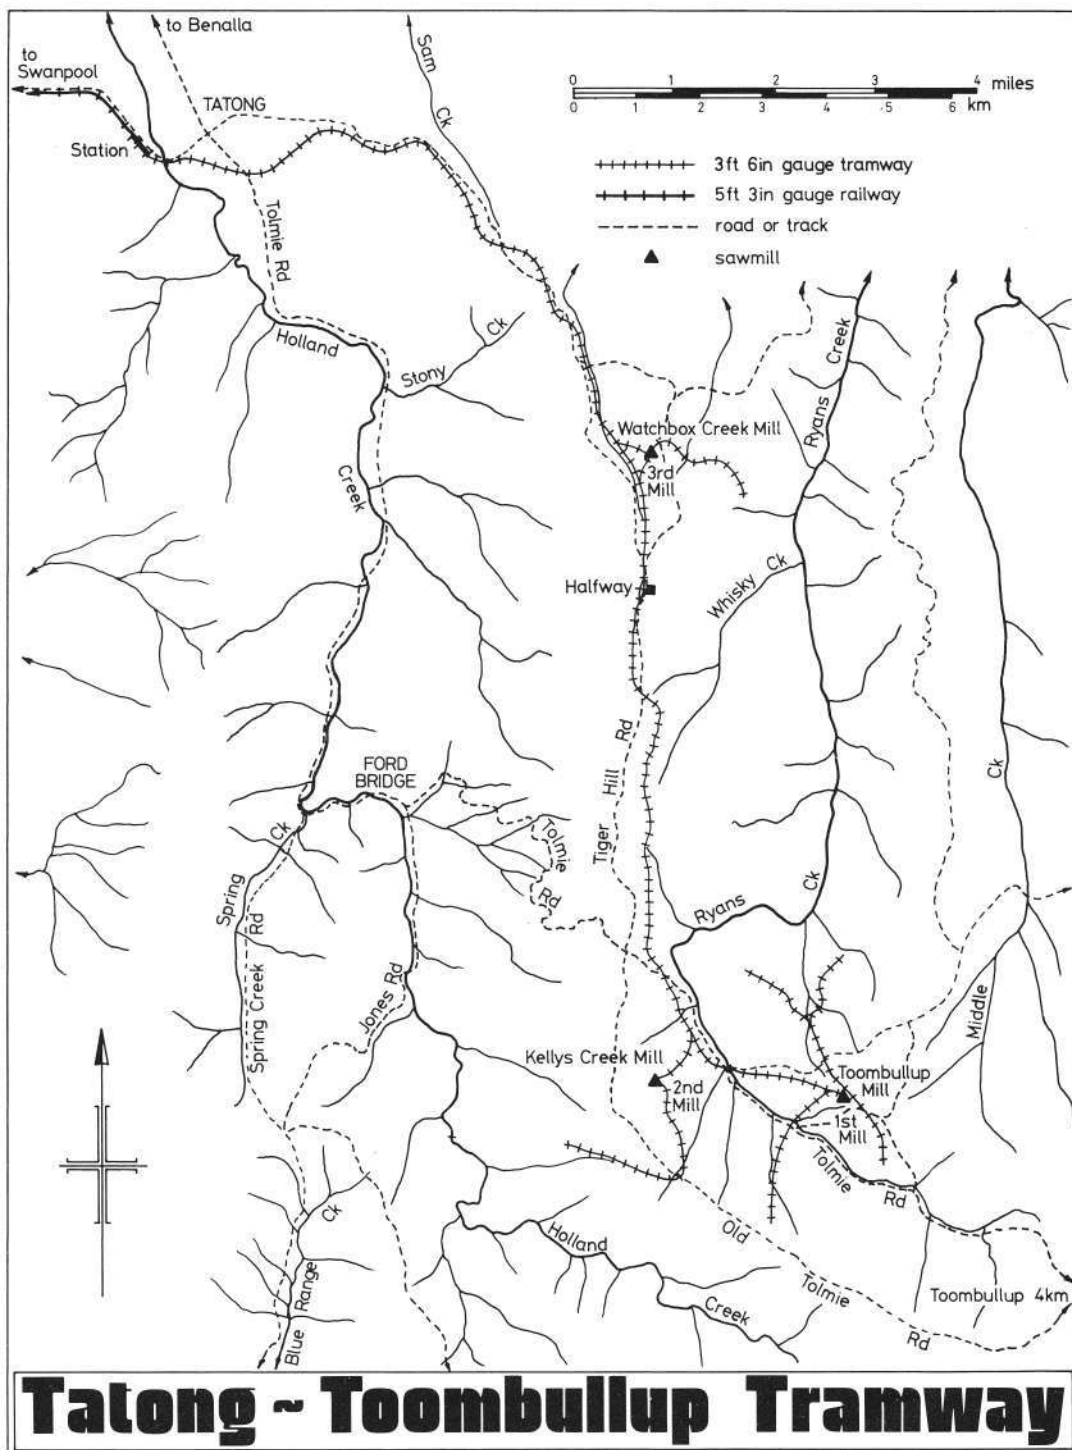 to Benalla
to
Swanpool
TATONG
Station
Sam
Ck
0 1 2 3 4 miles
0 1 2 3 4 .5 6 km
3ft 6in gauge tramway
5ft 3in gauge railway
road or track
sawmill
Tolmie Rd
Holland
Stony
Ck
Creek
Ryans
Creek
Watchbox Creek Mill
3rd
Mill
Halfway
Whisky Ck
FORD
BRIDGE
Tiger Hill Rd
Tolmie
Rd
Spring
Ck
Spring Creek Rd
Jones Rd
Ryans
Ck
Ck
Middle
Kellys Creek Mill
2nd
Mill
Toombullup
Mill
1st
Mill
Tolmie
Rd
Old
Tolmie
Rd
Holland
Creek
Blue Range
Ck
Toombullup 4km
Tatong ~ Toombullup Tramway